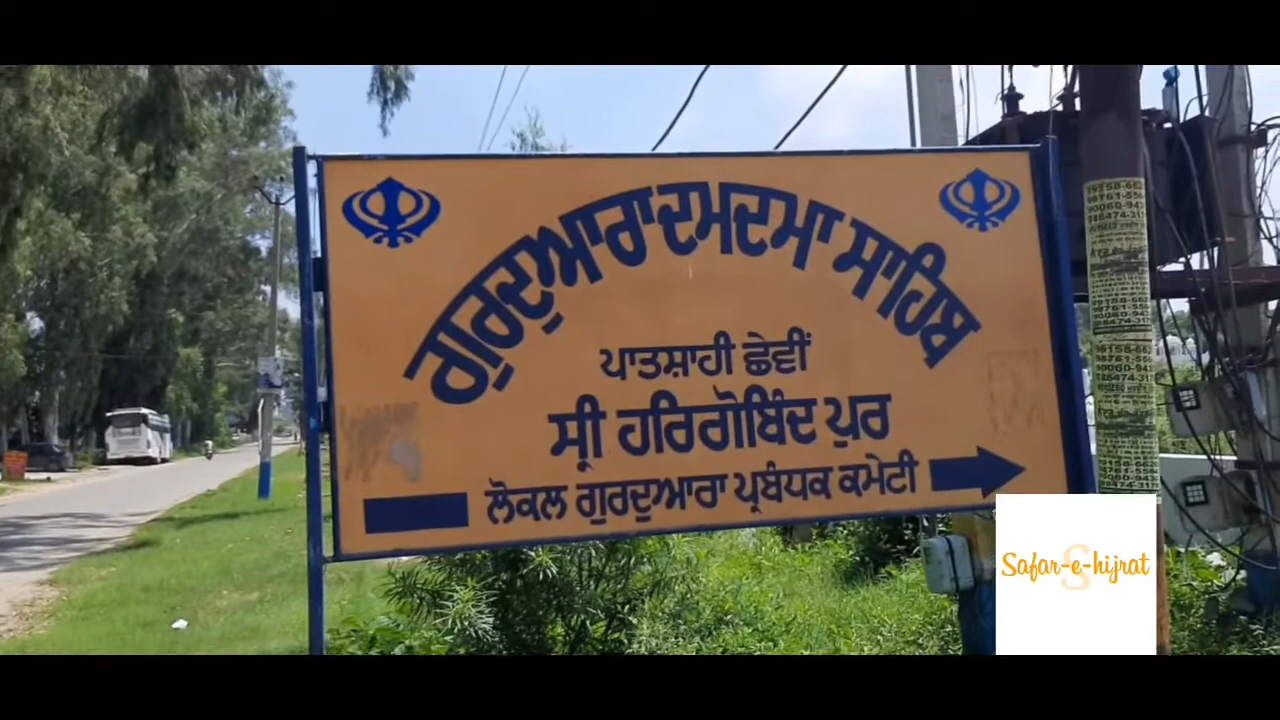 ਗੁਰਦੁਆਰਾ ਦਮਦਮਾ ਸਾਹਿਬ
ਪਾਤਸ਼ਾਹੀ ਛੇਵੀਂ
ਸ੍ਰੀ ਹਰਿਗੋਬਿੰਦ ਪੁਰ
ਲੋਕਲ ਗੁਰਦੁਆਰਾ ਪ੍ਰਬੰਧਕ ਕਮੇਟੀ
Safar-e-hijrat